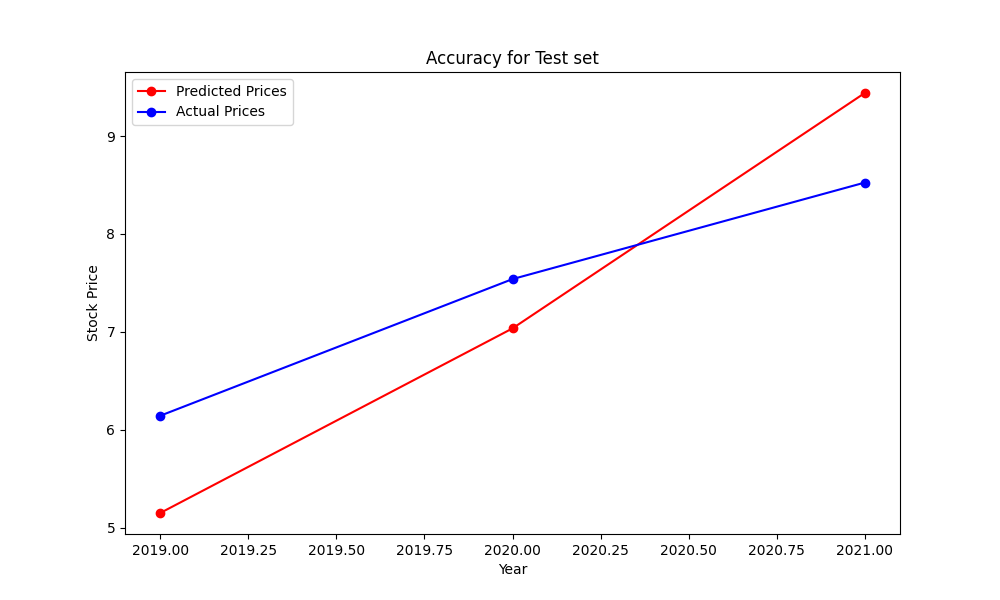 Accuracy for Test set
Predicted Prices
Actual Prices
Stock Price
9
8
7
6
5
2019.00 2019.25 2019.50 2019.75 2020.00 2020.25 2020.50 2020.75 2021.00
Year